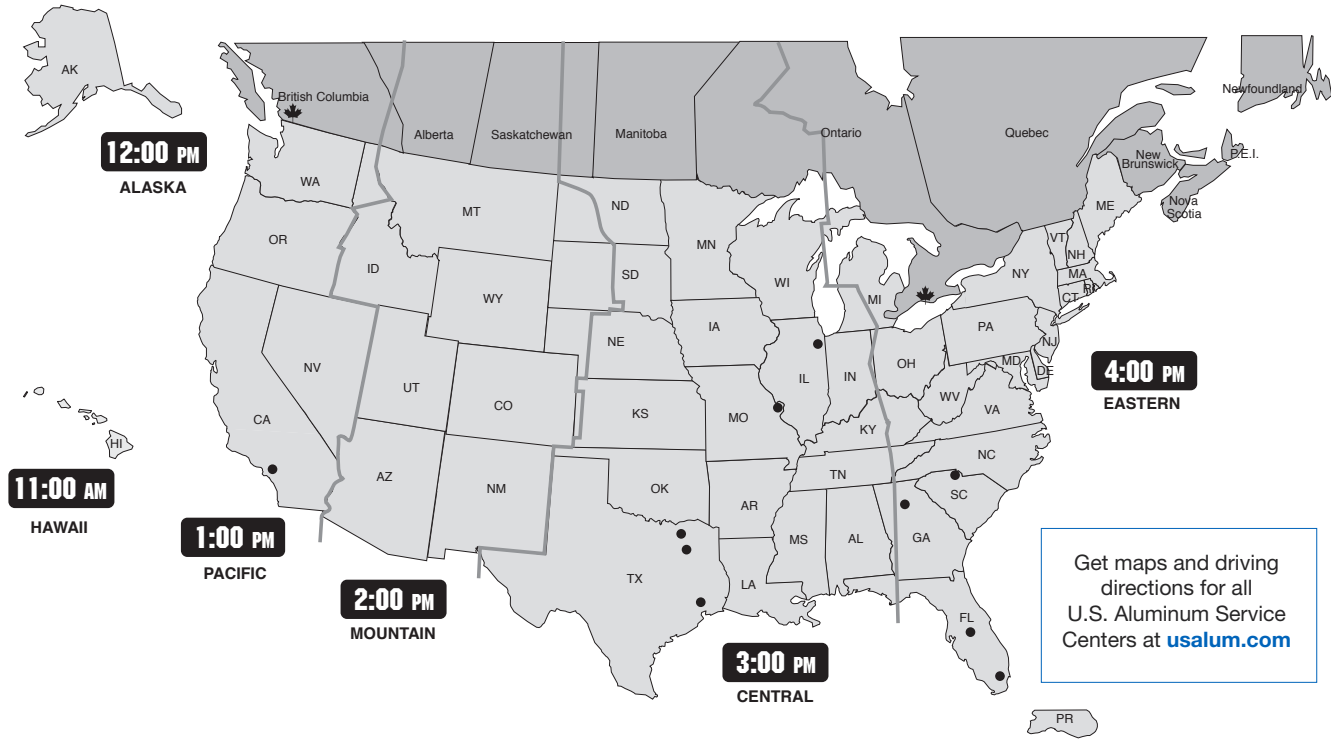 AK
12:00 PM
ALASKA
British Columbia
Alberta
Saskatchewan
Manitoba
Ontario
Quebec
Newfoundland
New
Brunswick
P.E.I.
Nova
Scotia
WA
MT
ND
MN
ME
OR
ID
SD
WI
MI
NY
VT
NH
MA
CT
RI
WY
IA
PA
NJ
NV
UT
NE
IL
IN
OH
MD
DE
CA
CO
KS
MO
WV
VA
KY
4:00 PM
EASTERN
HI
11:00 AM
HAWAII
AZ
NM
OK
AR
TN
NC
SC
MS
AL
GA
TX
LA
FL
1:00 PM
PACIFIC
2:00 PM
MOUNTAIN
3:00 PM
CENTRAL
Get maps and driving
directions for all
U.S. Aluminum Service
Centers at usalum.com
PR